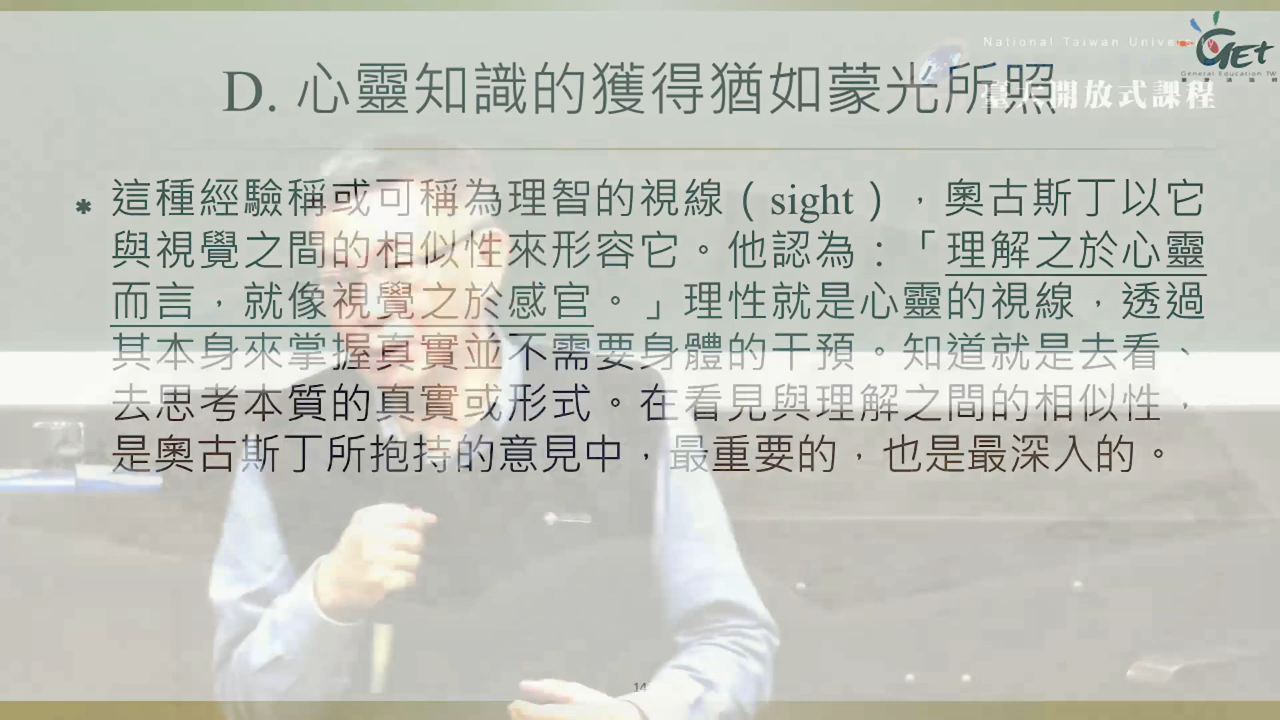 National Taiwan University
GET
General Education TW
臺大開放式課程
D. 心靈知識的獲得猶如蒙光所照
* 這種經驗稱或可稱為理智的視線（sight），奧古斯丁以它
與視覺之間的相似性來形容它。他認為：「理解之於心靈
而言，就像視覺之於感官。」理性就是心靈的視線，透過
其本身來掌握真實並不需要身體的干預。知道就是去看、
去思考本質的真實或形式。在看見與理解之間的相似性，
是奧古斯丁所抱持的意見中，最重要的，也是最深入的。
14